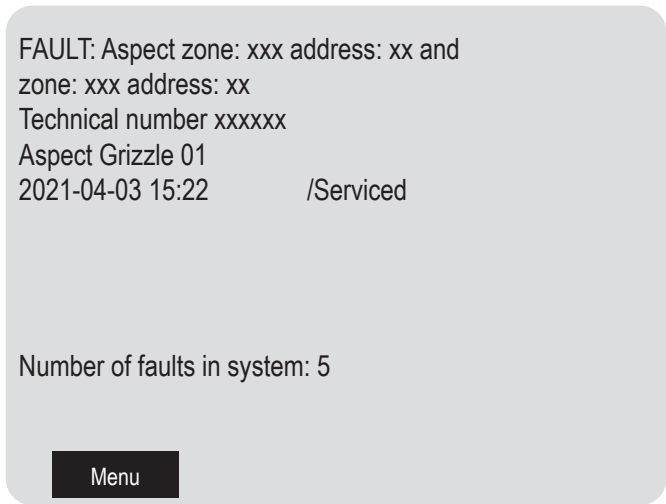 FAULT: Aspect zone: xxx address: xx and
zone: xxx address: xx
Technical number xxxxxx
Aspect Grizzle 01
2021-04-03 15:22 /Serviced
Number of faults in system: 5
Menu